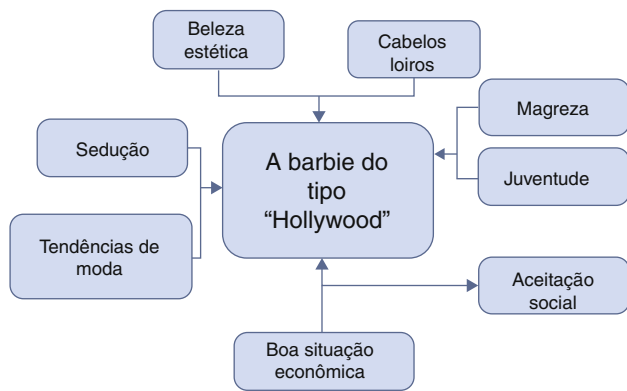 Beleza
estética
Cabelos
loiros
Magreza
Sedução
A barbie do
tipo
“Hollywood”
Juventude
Tendências de
moda
Aceitação
social
Boa situação
econômica